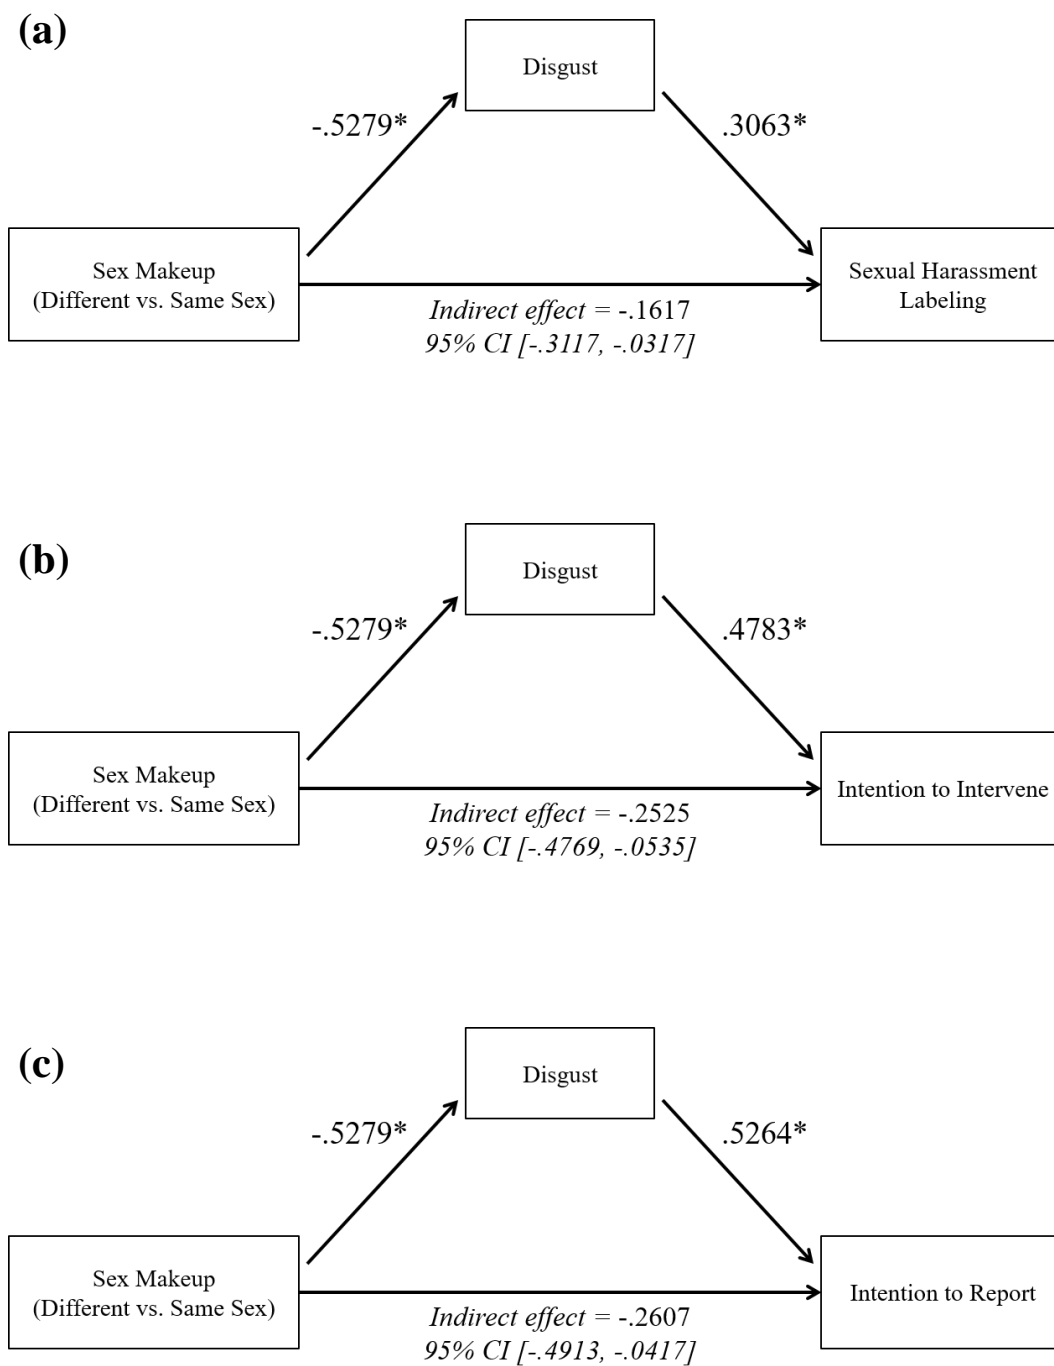 (a)
Disgust
-.5279*
.3063*
Sex Makeup
(Different vs. Same Sex)
Sexual Harassment
Labeling
Indirect effect = -.1617
95% CI [-.3117, -.0317]
(b)
Disgust
-.5279*
.4783*
Sex Makeup
(Different vs. Same Sex)
Intention to Intervene
Indirect effect = -.2525
95% CI [-.4769, -.0535]
(c)
Disgust
-.5279*
.5264*
Sex Makeup
(Different vs. Same Sex)
Intention to Report
Indirect effect = -.2607
95% CI [-.4913, -.0417]